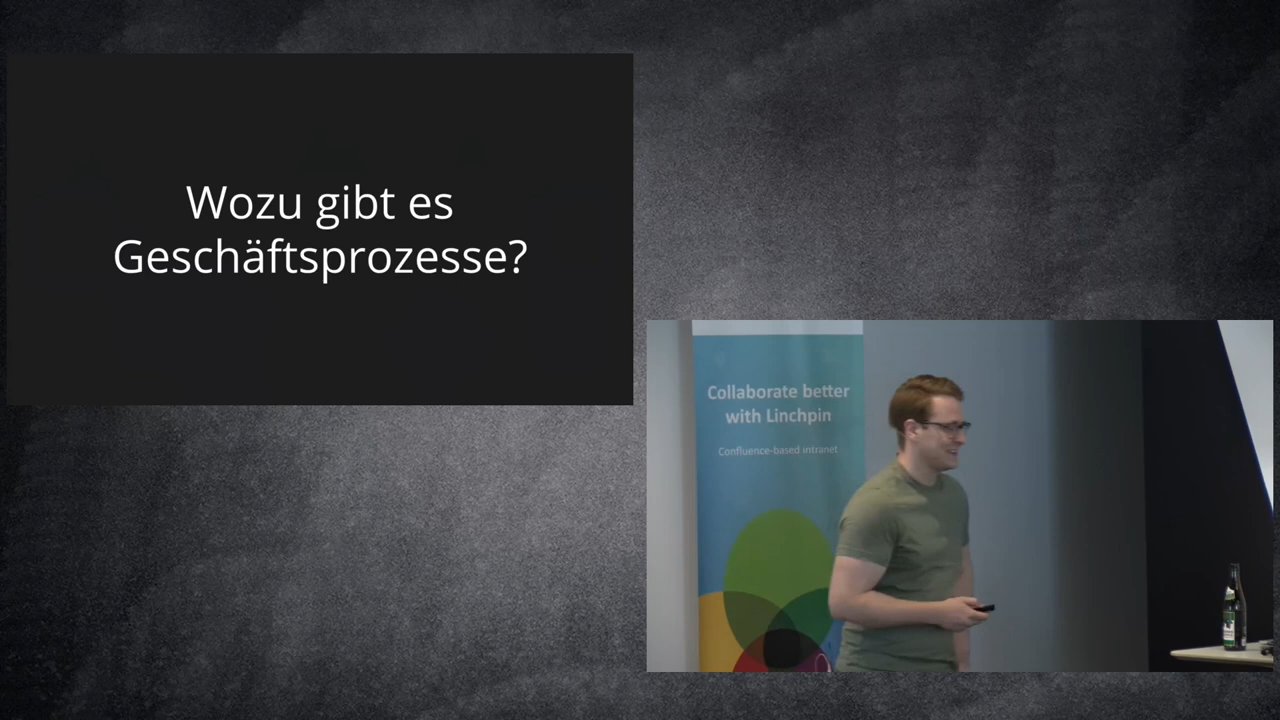 Wozu gibt es
Geschäftsprozesse?
Collaborate better
with Linchpin
Confluence-based intranet